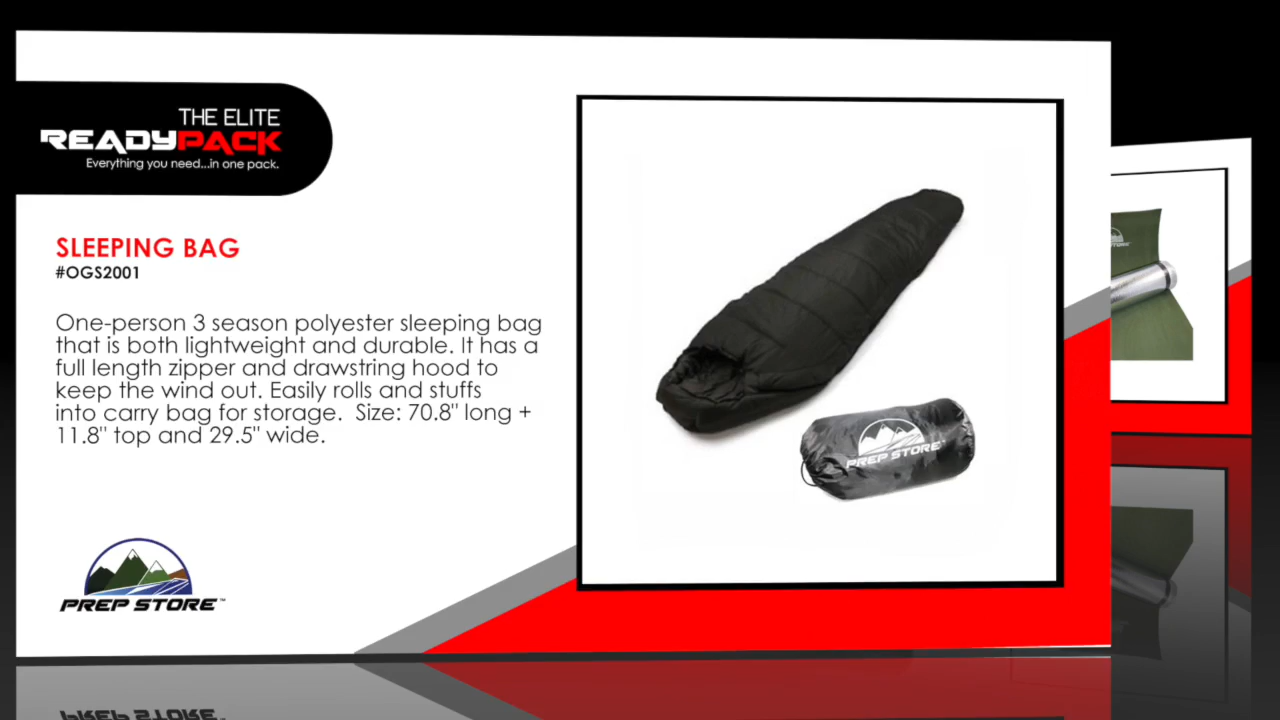 THE ELITE
READYPACK
Everything you need...in one pack.
SLEEPING BAG
#OGS2001
One-person 3 season polyester sleeping bag
that is both lightweight and durable. It has a
full length zipper and drawstring hood to
keep the wind out. Easily rolls and stuffs
into carry bag for storage. Size: 70.8" long +
11.8" top and 29.5" wide.
PREP STORE
PREP STORE™